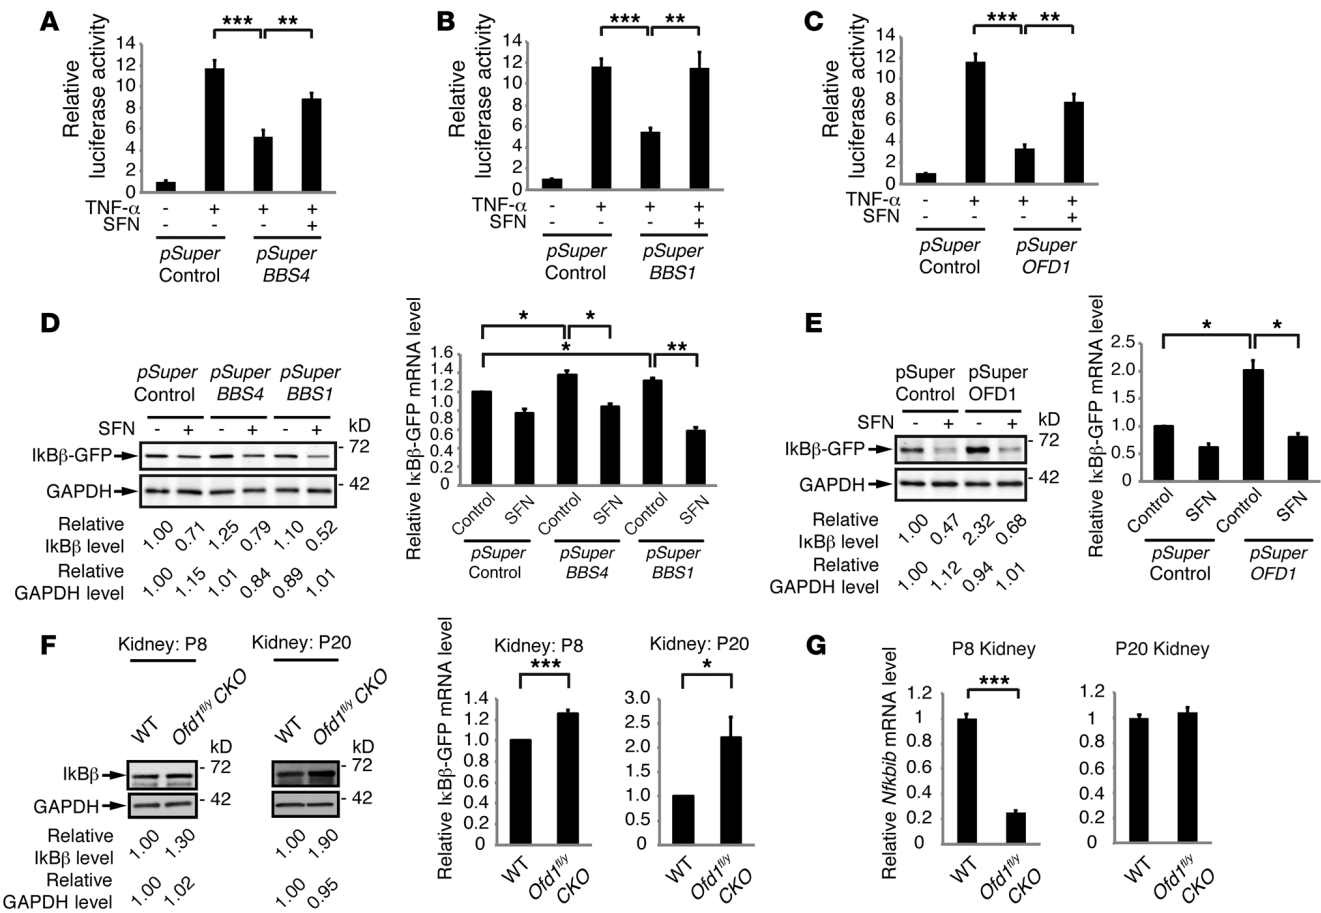 A
Relative
luciferase activity
14
12
10
8
6
4
2
0
*** **
TNF-α - + + +
SFN - - - +
pSuper
Control
pSuper
BBS4
B
Relative
luciferase activity
14
12
10
8
6
4
2
0
*** **
TNF-α - + + +
SFN - - - +
pSuper
Control
pSuper
BBS1
C
Relative
luciferase activity
14
12
10
8
6
4
2
0
*** **
TNF-α - + + +
SFN - - - +
pSuper
Control
pSuper
OFD1
D
pSuper
Control
pSuper
BBS4
pSuper
BBS1
SFN - + - + - + kD
IκBβ-GFP - 72
GAPDH - 42
Relative
IκBβ level
1.00 0.71 1.25 0.79 1.10 0.52
Relative
GAPDH level
1.00 1.15 1.01 0.84 0.89 1.01
Relative IκBβ-GFP mRNA level
1.6
1.4
1.2
1.0
0.8
0.6
0.4
0.2
0
* *
* **
Control SFN Control SFN Control SFN
pSuper
Control
pSuper
BBS4
pSuper
BBS1
E
pSuper
Control
pSuper
OFD1
SFN - + - + kD
IκBβ-GFP - 72
GAPDH - 42
Relative
IκBβ level
1.00 0.47 2.32 0.68
Relative
GAPDH level
1.00 1.12 0.94 1.01
Relative IκBβ-GFP mRNA level
2.5
2.0
1.5
1.0
0.5
0
* *
Control SFN Control SFN
pSuper
Control
pSuper
OFD1
F
Kidney: P8
WT Ofd1fl/y CKO
kD
IkBβ - 72
GAPDH - 42
Relative
IκBβ level
1.00 1.30
Relative
GAPDH level
1.00 1.02
Kidney: P20
WT Ofd1fl/y CKO
kD
- 72
- 42
1.00 1.90
1.00 0.95
Relative IκBβ-GFP mRNA level
Kidney: P8
***
1.4
1.2
1.0
0.8
0.6
0.4
0.2
0
WT Ofd1fl/y
CKO
Kidney: P20
*
3.0
2.5
2.0
1.5
1.0
0.5
0
WT Ofd1fl/y
CKO
G
Relative Nfkbib mRNA level
P8 Kidney
***
1.2
1
0.8
0.6
0.4
0.2
0
WT Ofd1fl/y
CKO
P20 Kidney
1.2
1
0.8
0.6
0.4
0.2
0
WT Ofd1fl/y
CKO